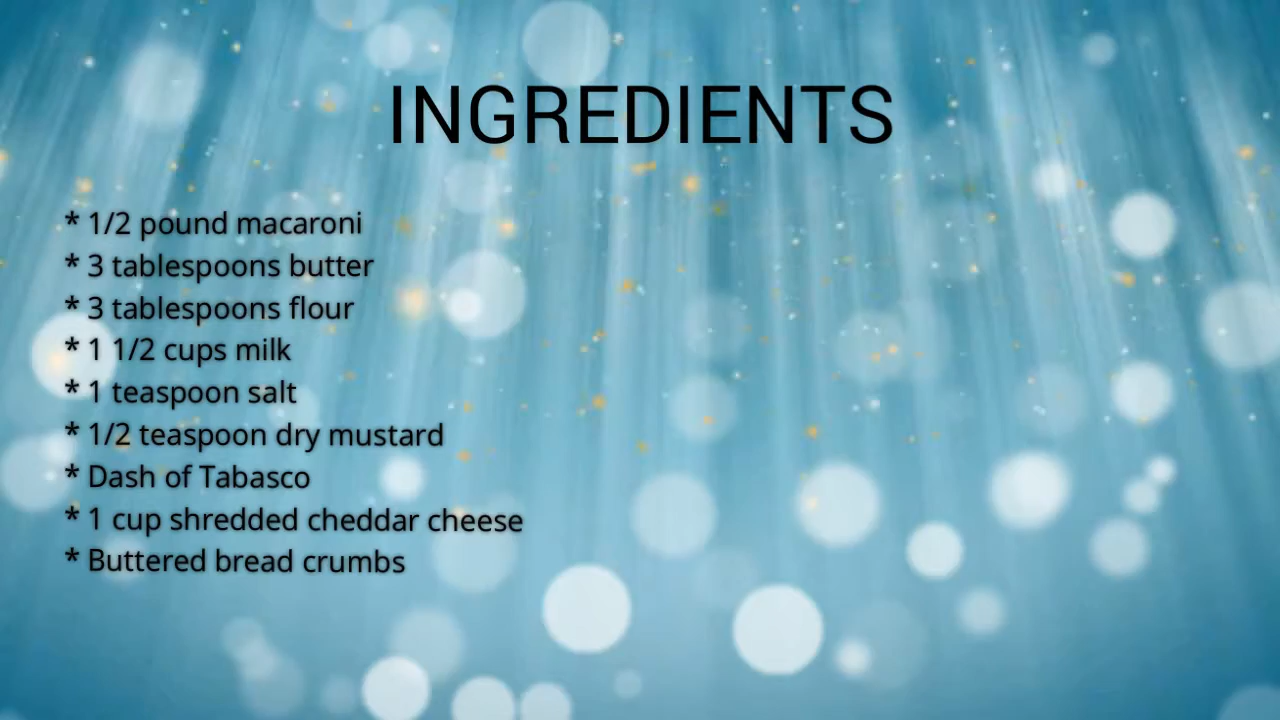 INGREDIENTS
* 1/2 pound macaroni
* 3 tablespoons butter
* 3 tablespoons flour
* 1 1/2 cups milk
* 1 teaspoon salt
* 1/2 teaspoon dry mustard
* Dash of Tabasco
* 1 cup shredded cheddar cheese
* Buttered bread crumbs